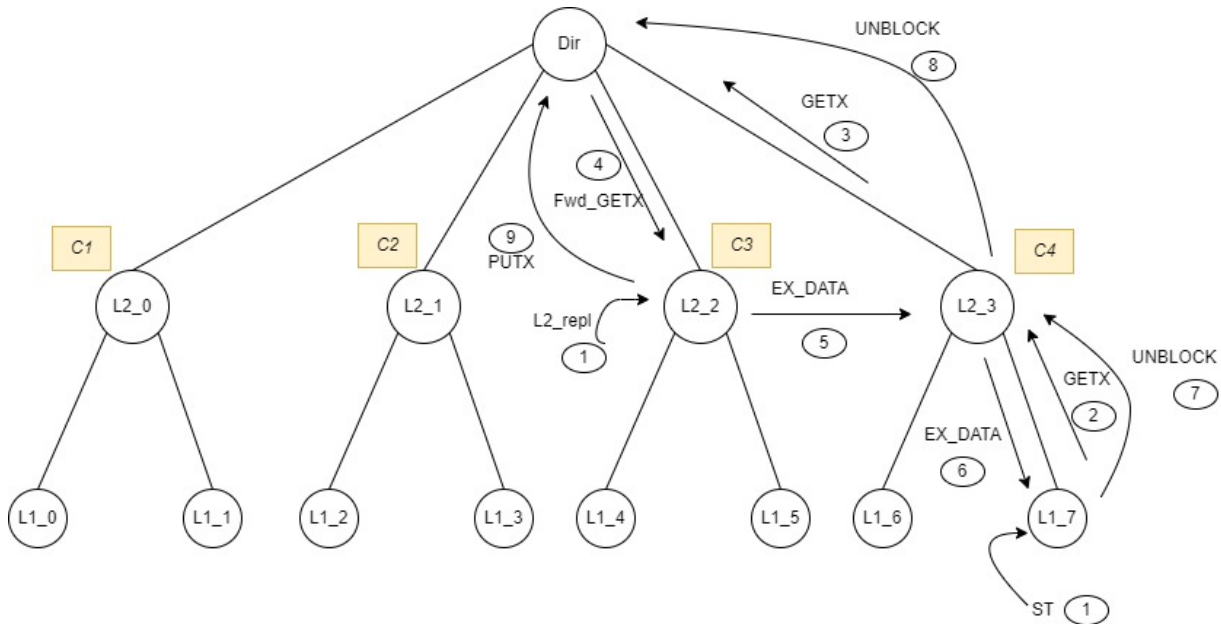 Dir
UNBLOCK
8
GETX
3
4
Fwd_GETX
9
PUTX
C1
C2
C3
C4
L2_0
L2_1
L2_2
L2_3
EX_DATA
5
L2_repl
1
UNBLOCK
7
GETX
2
EX_DATA
6
L1_0
L1_1
L1_2
L1_3
L1_4
L1_5
L1_6
L1_7
ST 1